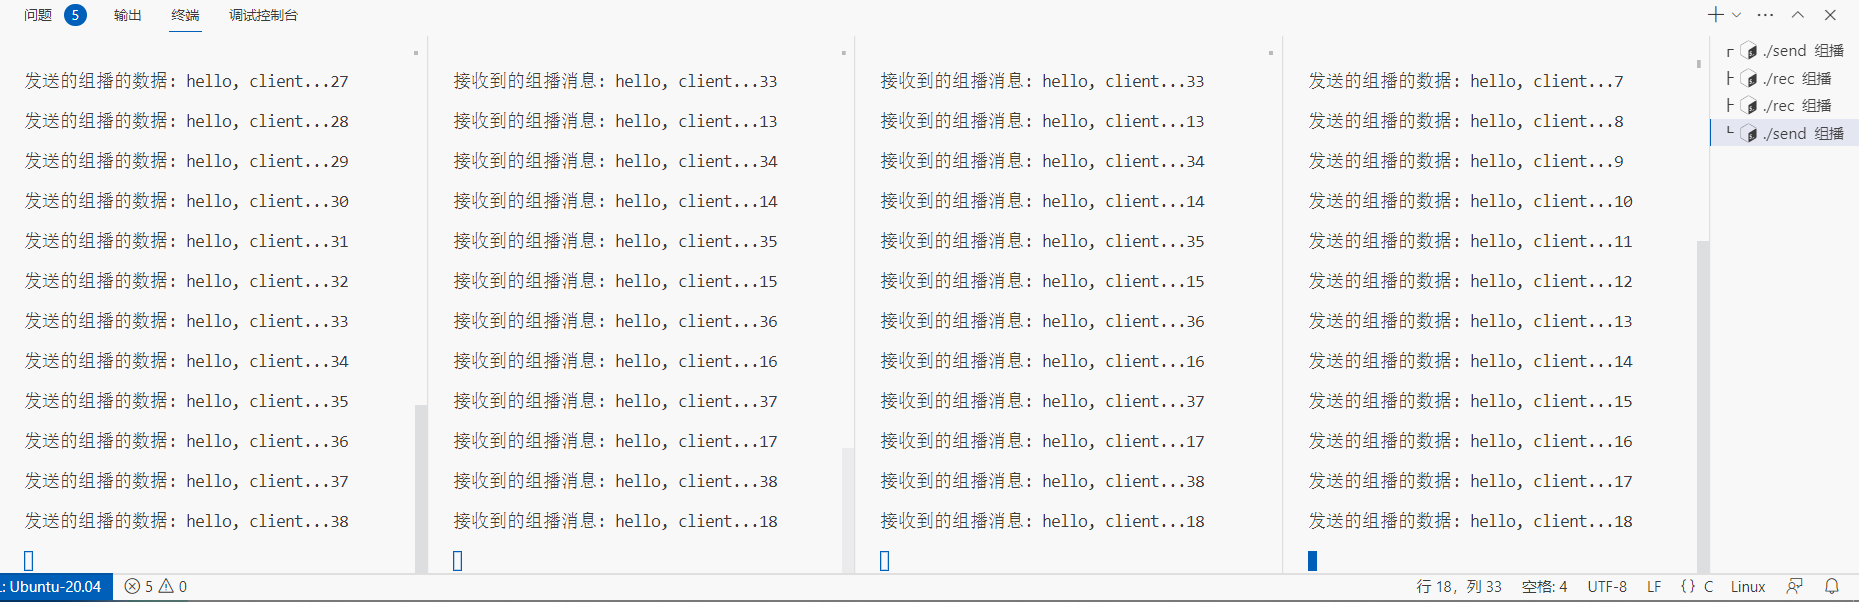 问题 5 输出 终端 调试控制台
发送的组播的数据: hello, client...27
发送的组播的数据: hello, client...28
发送的组播的数据: hello, client...29
发送的组播的数据: hello, client...30
发送的组播的数据: hello, client...31
发送的组播的数据: hello, client...32
发送的组播的数据: hello, client...33
发送的组播的数据: hello, client...34
发送的组播的数据: hello, client...35
发送的组播的数据: hello, client...36
发送的组播的数据: hello, client...37
发送的组播的数据: hello, client...38
接收到的组播消息: hello, client...33
接收到的组播消息: hello, client...13
接收到的组播消息: hello, client...34
接收到的组播消息: hello, client...14
接收到的组播消息: hello, client...35
接收到的组播消息: hello, client...15
接收到的组播消息: hello, client...36
接收到的组播消息: hello, client...16
接收到的组播消息: hello, client...37
接收到的组播消息: hello, client...17
接收到的组播消息: hello, client...38
接收到的组播消息: hello, client...18
接收到的组播消息: hello, client...33
接收到的组播消息: hello, client...13
接收到的组播消息: hello, client...34
接收到的组播消息: hello, client...14
接收到的组播消息: hello, client...35
接收到的组播消息: hello, client...15
接收到的组播消息: hello, client...36
接收到的组播消息: hello, client...16
接收到的组播消息: hello, client...37
接收到的组播消息: hello, client...17
接收到的组播消息: hello, client...38
接收到的组播消息: hello, client...18
发送的组播的数据: hello, client...7
发送的组播的数据: hello, client...8
发送的组播的数据: hello, client...9
发送的组播的数据: hello, client...10
发送的组播的数据: hello, client...11
发送的组播的数据: hello, client...12
发送的组播的数据: hello, client...13
发送的组播的数据: hello, client...14
发送的组播的数据: hello, client...15
发送的组播的数据: hello, client...16
发送的组播的数据: hello, client...17
发送的组播的数据: hello, client...18
./send 组播
./rec 组播
./rec 组播
./send 组播
: Ubuntu-20.04 5 0 行 18, 列 33 空格: 4 UTF-8 LF {} C Linux